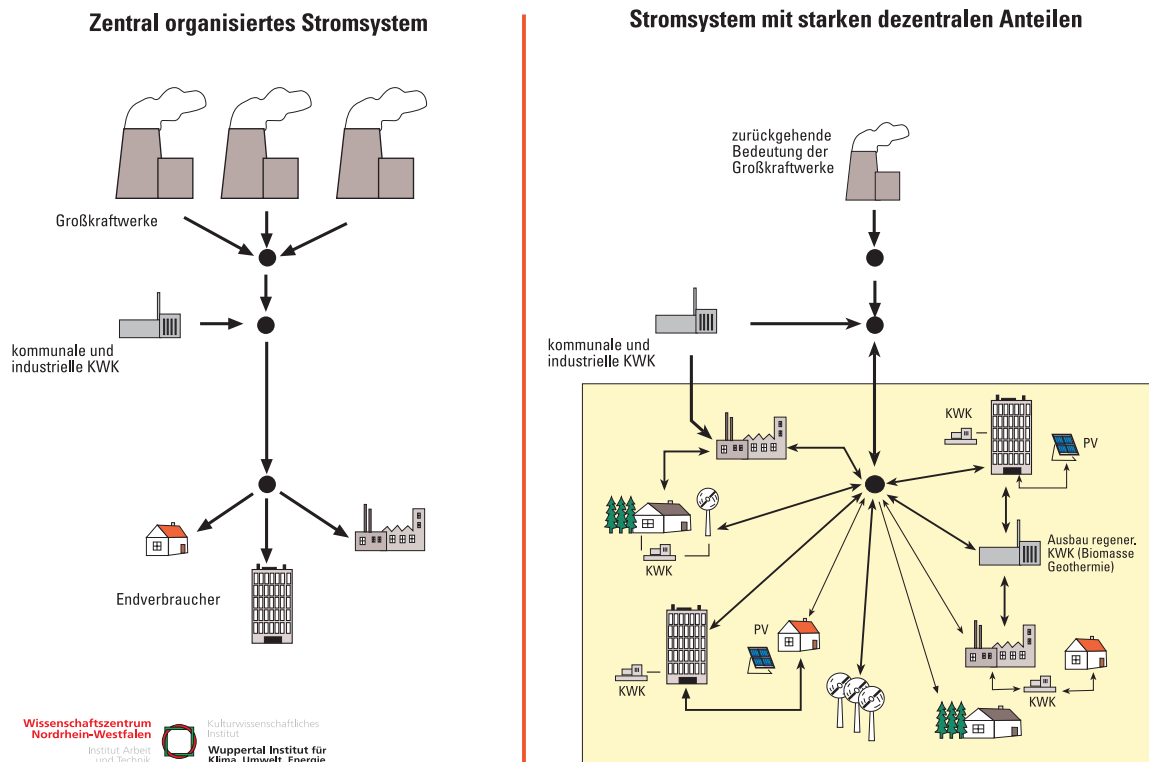 Zentral organisiertes Stromsystem
Großkraftwerke
kommunale und
industrielle KWK
Endverbraucher
Wissenschaftszentrum
Nordrhein-Westfalen
Institut Arbeit
und Technik
Kulturwissenschaftliches
Institut
Wuppertal Institut für
Klima, Umwelt, Energie
Stromsystem mit starken dezentralen Anteilen
zurückgehende
Bedeutung der
Großkraftwerke
kommunale und
industrielle KWK
KWK
PV
KWK
Ausbau regener.
KWK (Biomasse
Geothermie)
PV
KWK
KWK